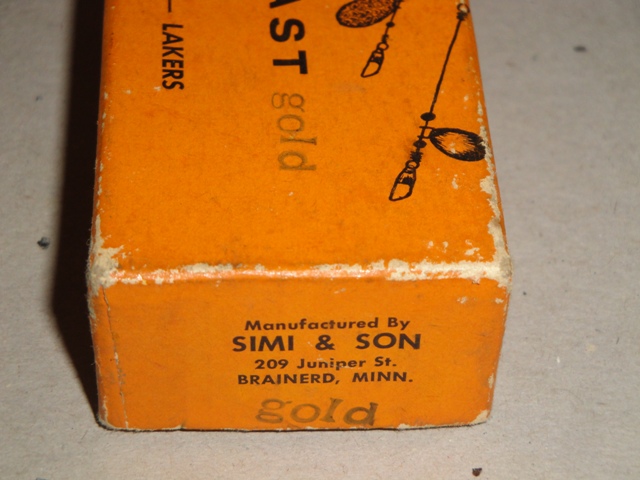 — LAKERS
AST gold
Manufactured By
SIMI & SON
209 Juniper St.
BRAINERD, MINN.
gold